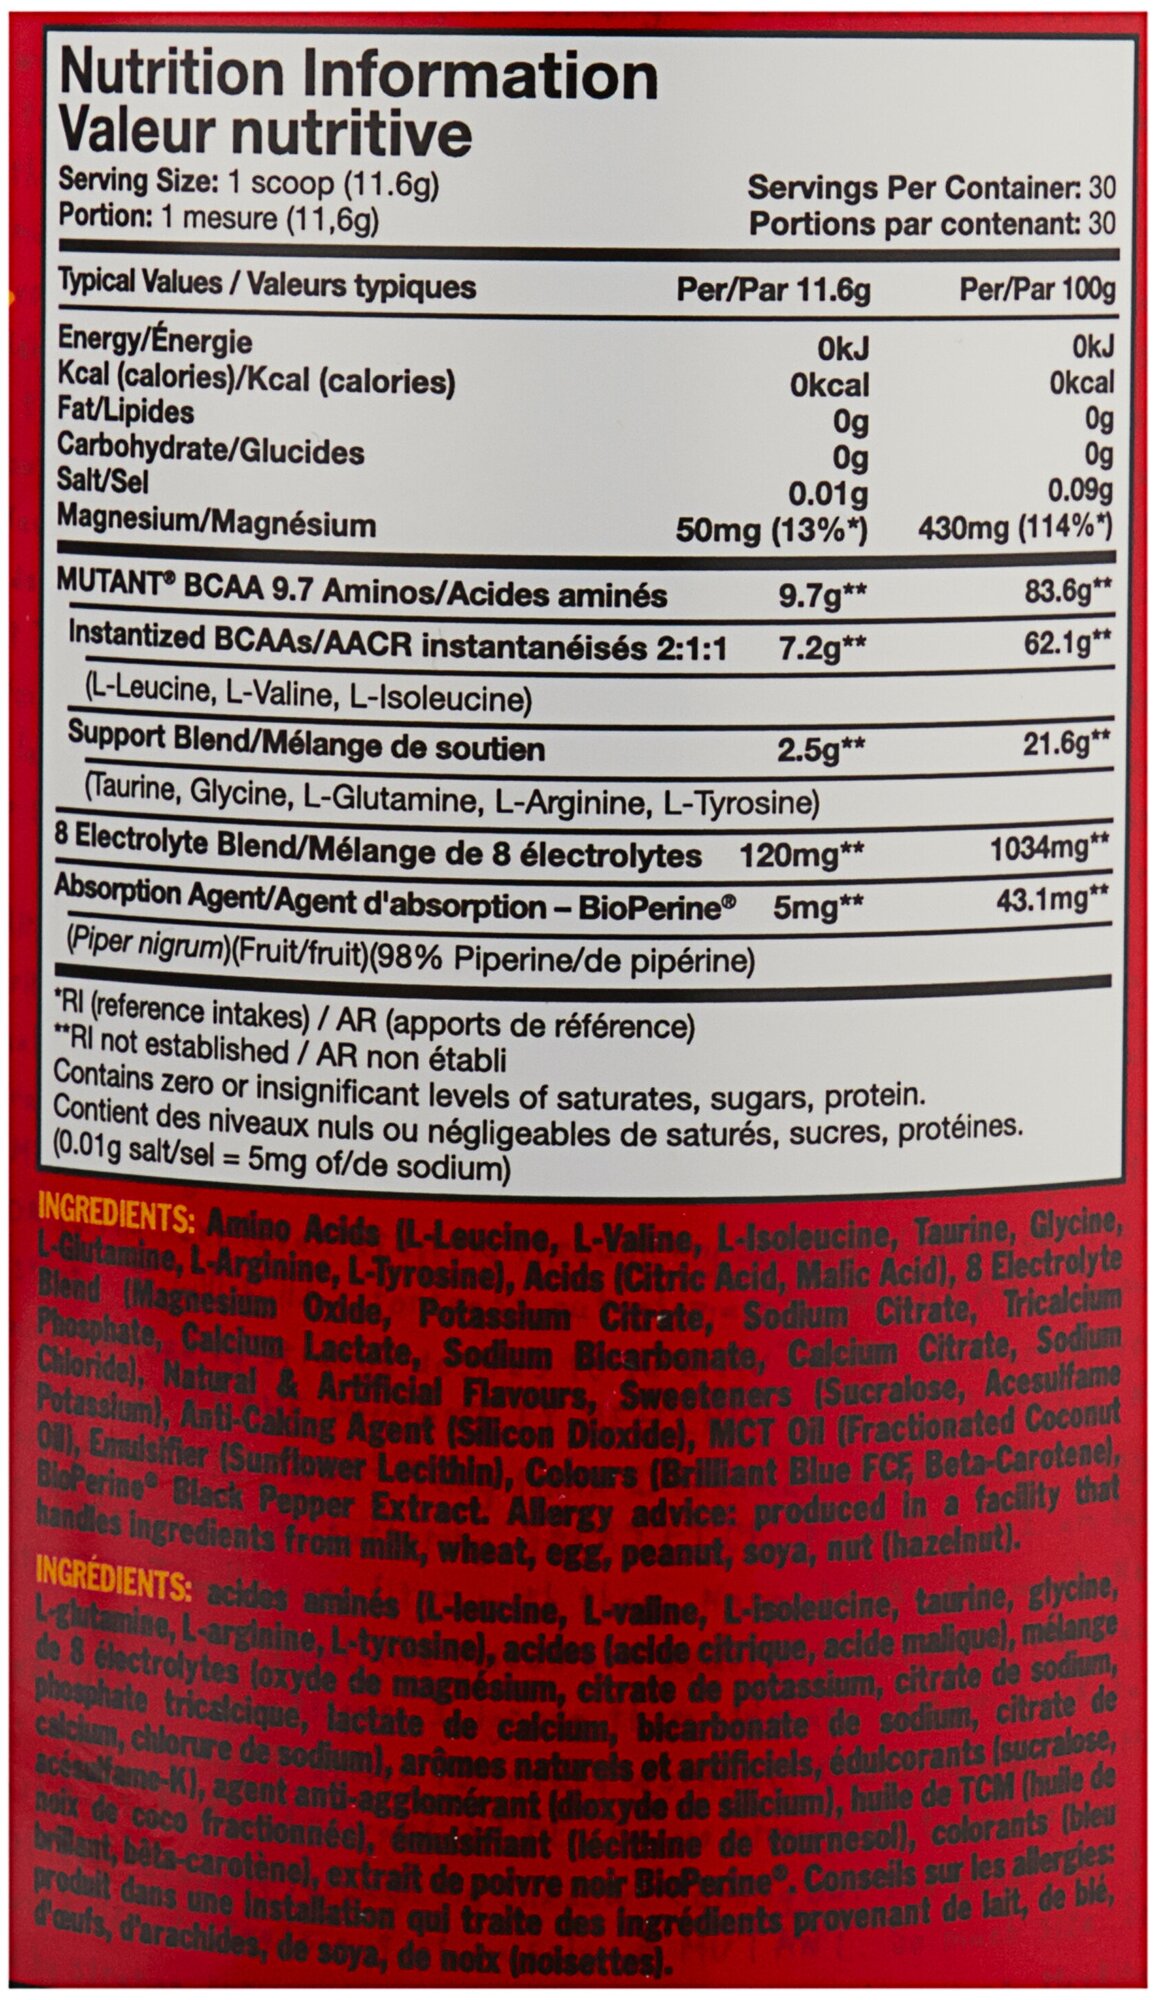 Nutrition Information
Valeur nutritive
Serving Size: 1 scoop (11.6g)
Portion: 1 mesure (11,6g)
Servings Per Container: 30
Portions par contenant: 30
Typical Values / Valeurs typiques Per/Par 11.6g Per/Par 100g
Energy/Énergie 0kJ 0kJ
Kcal (calories)/Kcal (calories) 0kcal 0kcal
Fat/Lipides 0g 0g
Carbohydrate/Glucides 0g 0g
Salt/Sel 0.01g 0.09g
Magnesium/Magnésium 50mg (13%*) 430mg (114%*)
MUTANT® BCAA 9.7 Aminos/Acides aminés 9.7g** 83.6g**
Instantized BCAAs/AACR instantanéisés 2:1:1 7.2g** 62.1g**
(L-Leucine, L-Valine, L-Isoleucine)
Support Blend/Mélange de soutien 2.5g** 21.6g**
(Taurine, Glycine, L-Glutamine, L-Arginine, L-Tyrosine)
8 Electrolyte Blend/Mélange de 8 électrolytes 120mg** 1034mg**
Absorption Agent/Agent d'absorption – BioPerine® 5mg** 43.1mg**
(Piper nigrum)(Fruit/fruit)(98% Piperine/de pipérine)
*RI (reference intakes) / AR (apports de référence)
**RI not established / AR non établi
Contains zero or insignificant levels of saturates, sugars, protein.
Contient des niveaux nuls ou négligeables de saturés, sucres, protéines.
(0.01g salt/sel = 5mg of/de sodium)
INGREDIENTS: Amino Acids (L-Leucine, L-Valine, L-Isoleucine, Taurine, Glycine,
L-Glutamine, L-Arginine, L-Tyrosine), Acids (Citric Acid, Malic Acid), 8 Electrolyte
Blend (Magnesium Oxide, Potassium Citrate, Sodium Citrate, Tricalcium
Phosphate, Calcium Lactate, Sodium Bicarbonate, Calcium Citrate, Sodium
Chloride), Natural & Artificial Flavours, Sweeteners (Sucralose, Acesulfame
Potassium), Anti-Caking Agent (Silicon Dioxide), MCT Oil (Fractionated Coconut
Oil), Emulsifier (Sunflower Lecithin), Colours (Brilliant Blue FCF, Beta-Carotene),
BioPerine® Black Pepper Extract. Allergy advice: produced in a facility that
handles ingredients from milk, wheat, egg, peanut, soya, nut (hazelnut).
INGRÉDIENTS: acides aminés (L-leucine, L-valine, L-isoleucine, taurine, glycine,
L-glutamine, L-arginine, L-tyrosine), acides (acide citrique, acide malique), mélange
de 8 électrolytes (oxyde de magnésium, citrate de potassium, citrate de sodium,
phosphate tricalcique, lactate de calcium, bicarbonate de sodium, citrate de
calcium, chlorure de sodium), arômes naturels et artificiels, édulcorants (sucralose,
acésulfame-K), agent anti-agglomérant (dioxyde de silicium), huile de TCM (huile de
noix de coco fractionnée), émulsifiant (lécithine de tournesol), colorants (bleu
brillant, bêta-carotène), extrait de poivre noir BioPerine®. Conseils sur les allergies:
produit dans une installation qui traite des ingrédients provenant de lait, de blé,
d'œufs, d'arachides, de soya, de noix (noisettes).